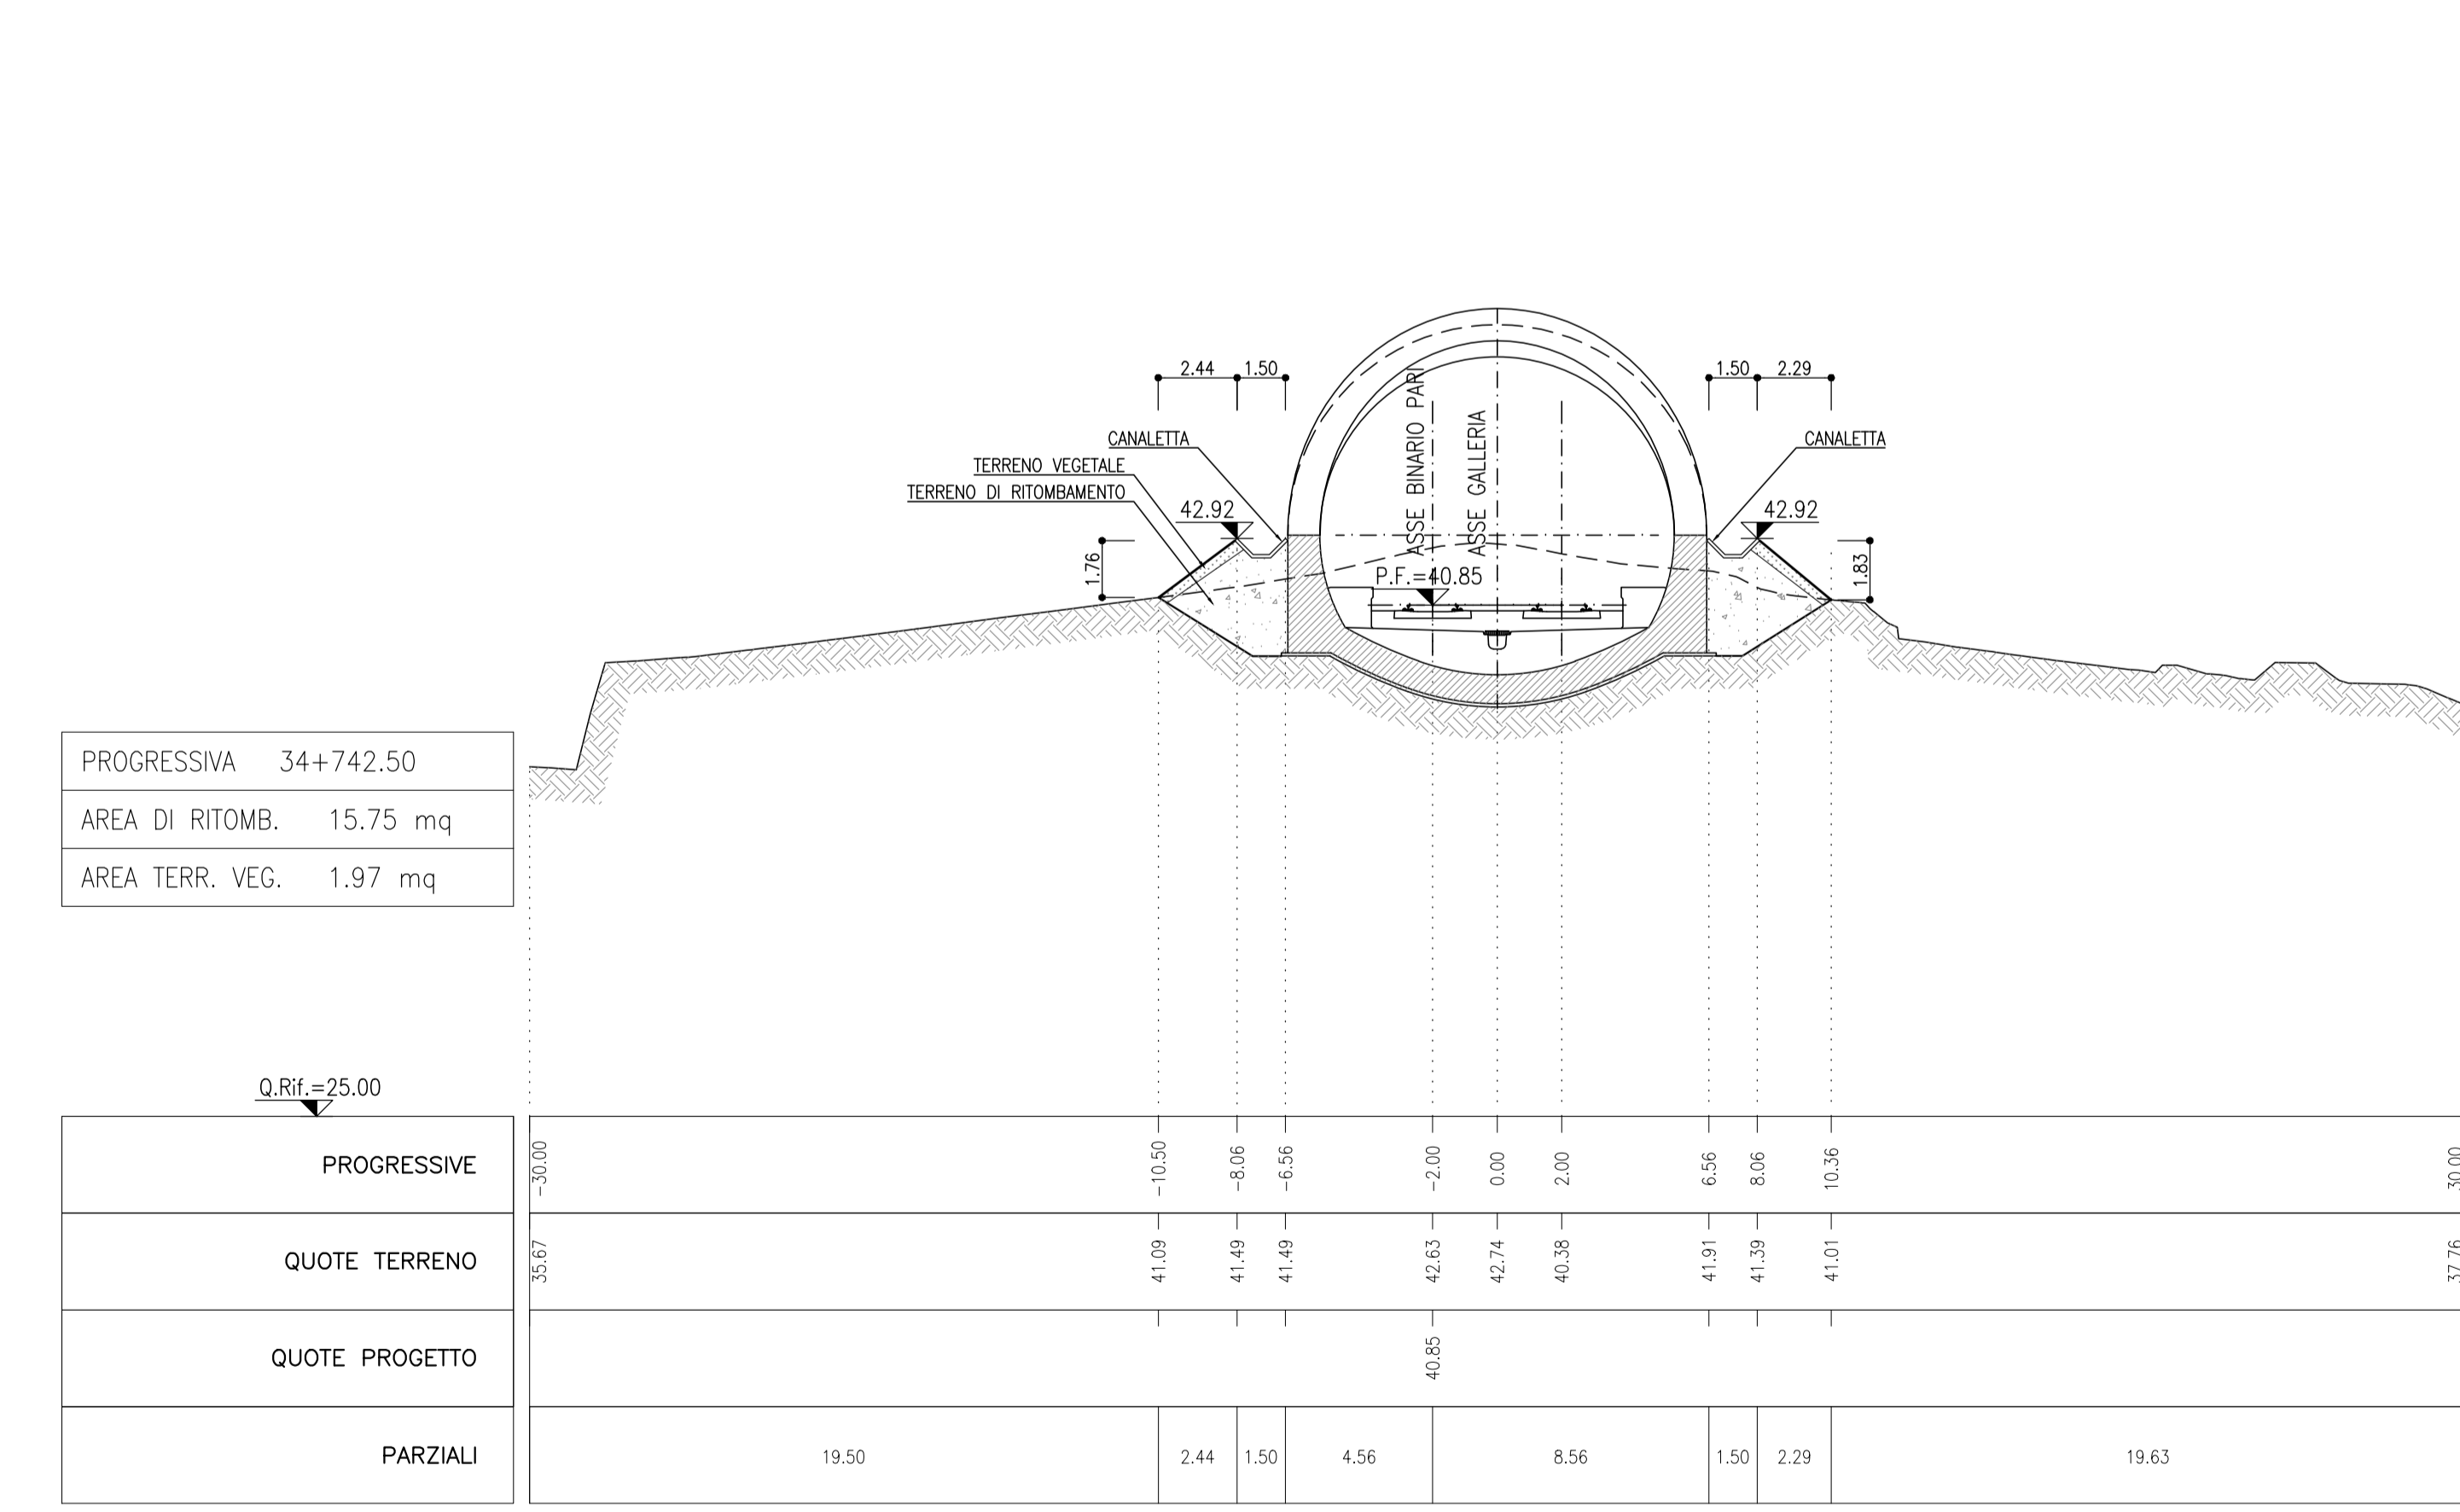 2.44 1.50 1.50 2.29
CANALETTA CANALETTA
TERRENO VEGETALE
TERRENO DI RITOMBAMENTO
42.92 42.92
1.76
1.83
ASSE BINARIO PARI
ASSE GALLERIA
P.F.=40.85
PROGRESSIVA 34+742.50
AREA DI RITOMB. 15.75 mq
AREA TERR. VEG. 1.97 mq
Q.Rif.=25.00
PROGRESSIVE -30.00 -10.50 -8.06 -6.56 -2.00 0.00 2.00 6.56 8.06 10.36 30.00
QUOTE TERRENO 35.67 41.09 41.49 41.49 42.63 42.74 40.38 41.91 41.39 41.01 37.76
QUOTE PROGETTO 40.85
PARZIALI 19.50 2.44 1.50 4.56 8.56 1.50 2.29 19.63